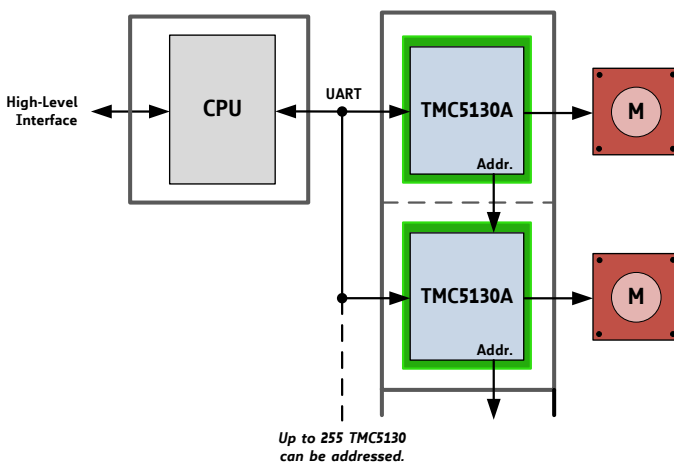 High-Level
Interface
CPU
UART
TMC5130A
Addr.
M
TMC5130A
Addr.
M
Up to 255 TMC5130
can be addressed.